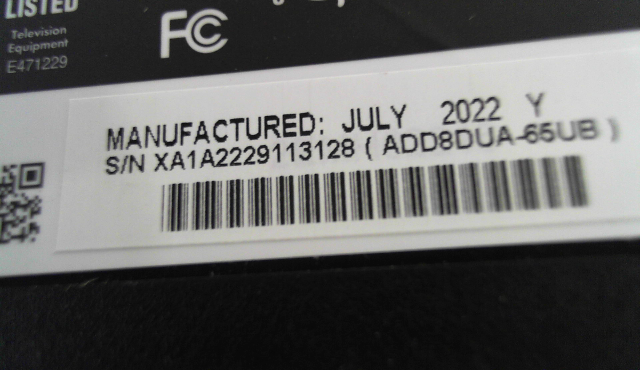 LISTED
Television
Equipment
E471229
FC
MANUFACTURED: JULY 2022 Y
S/N XA1A2229113128 ( ADD8DUA-65UB )